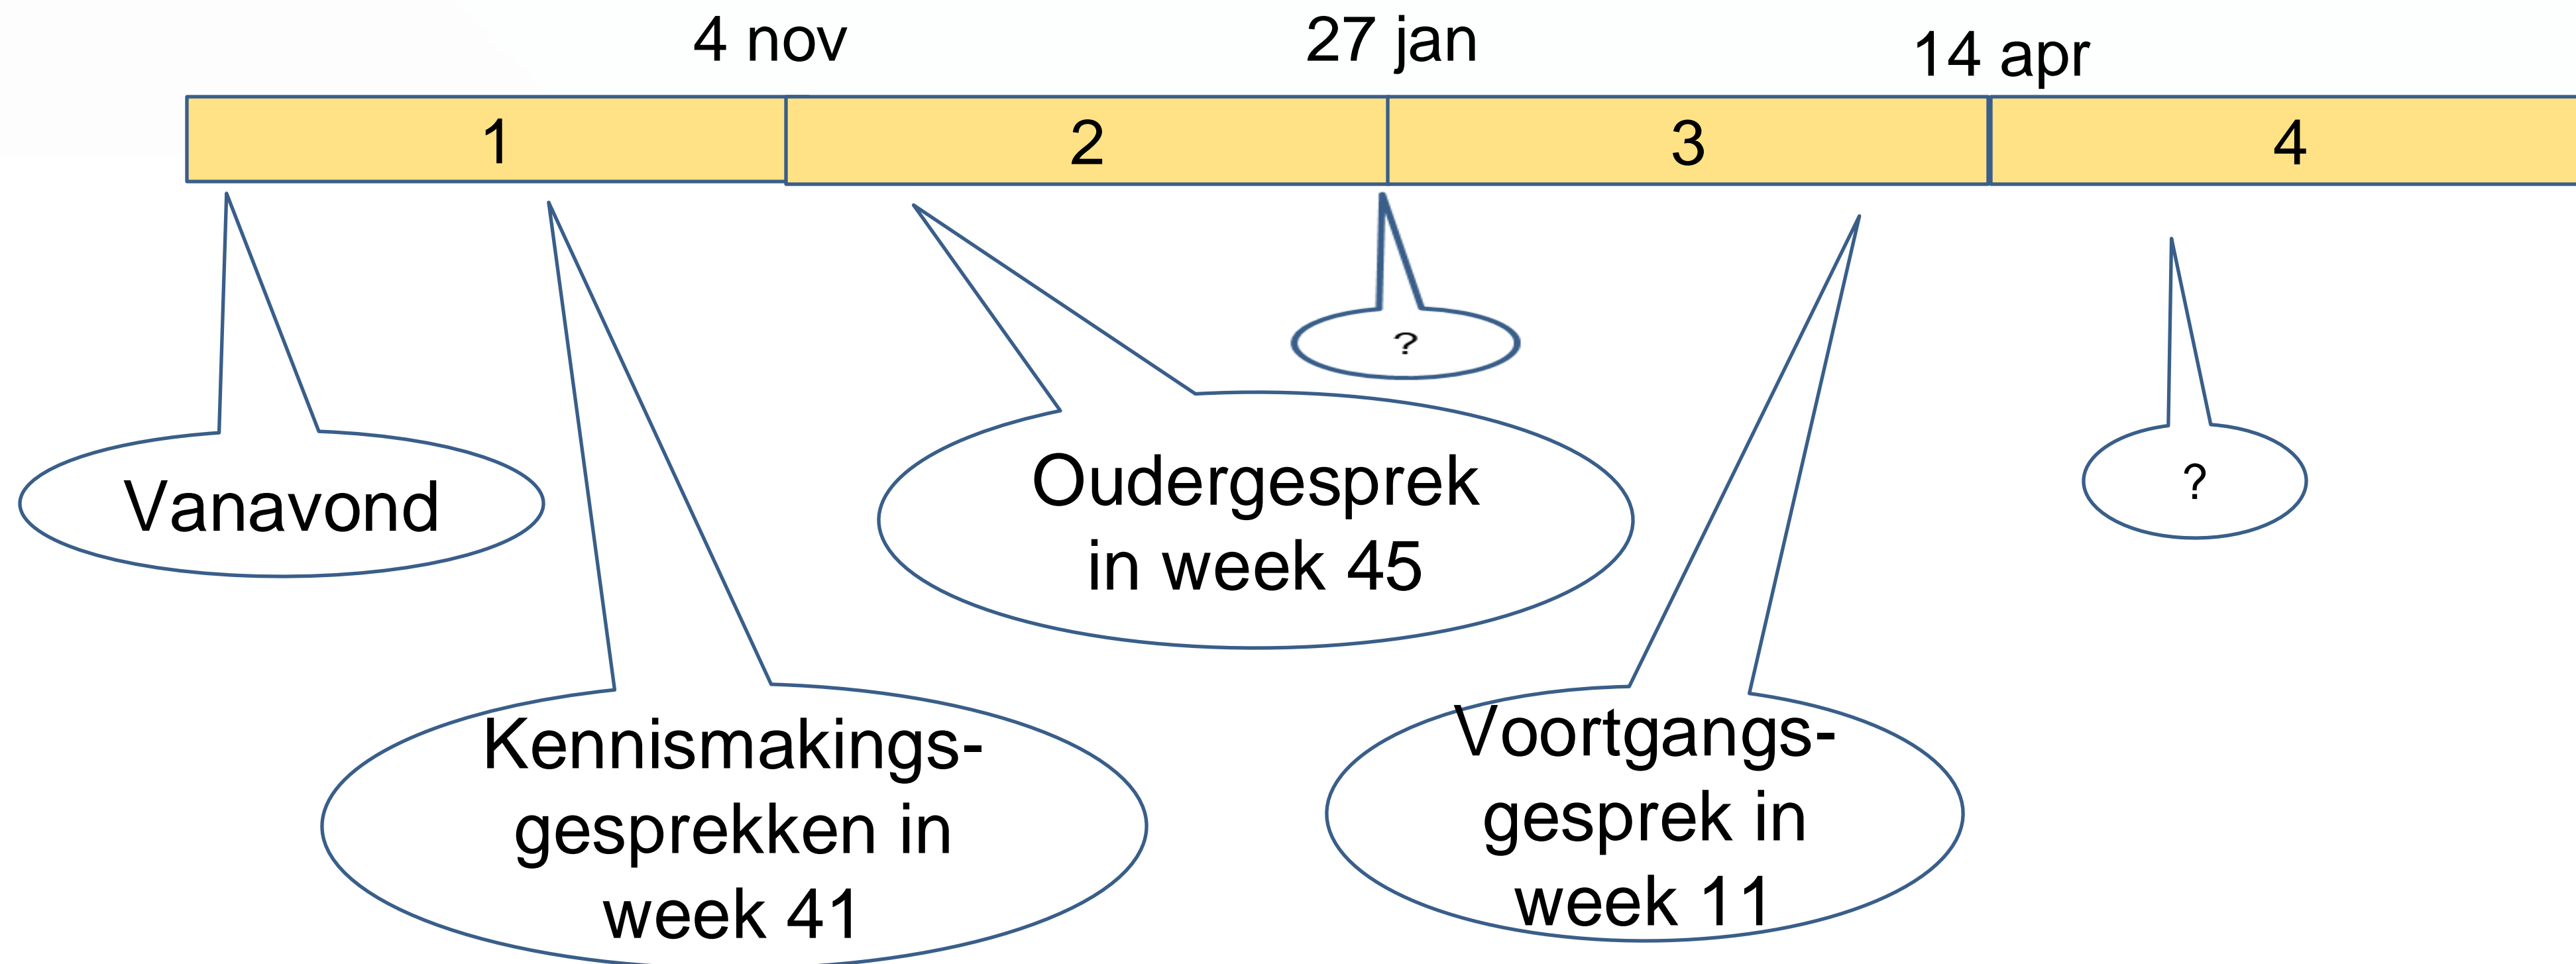 4 nov
27 jan
14 apr
1
2
3
4
?
Vanavond
Oudergesprek
in week 45
?
Kennismakings-
gesprekken in
week 41
Voortgangs-
gesprek in
week 11